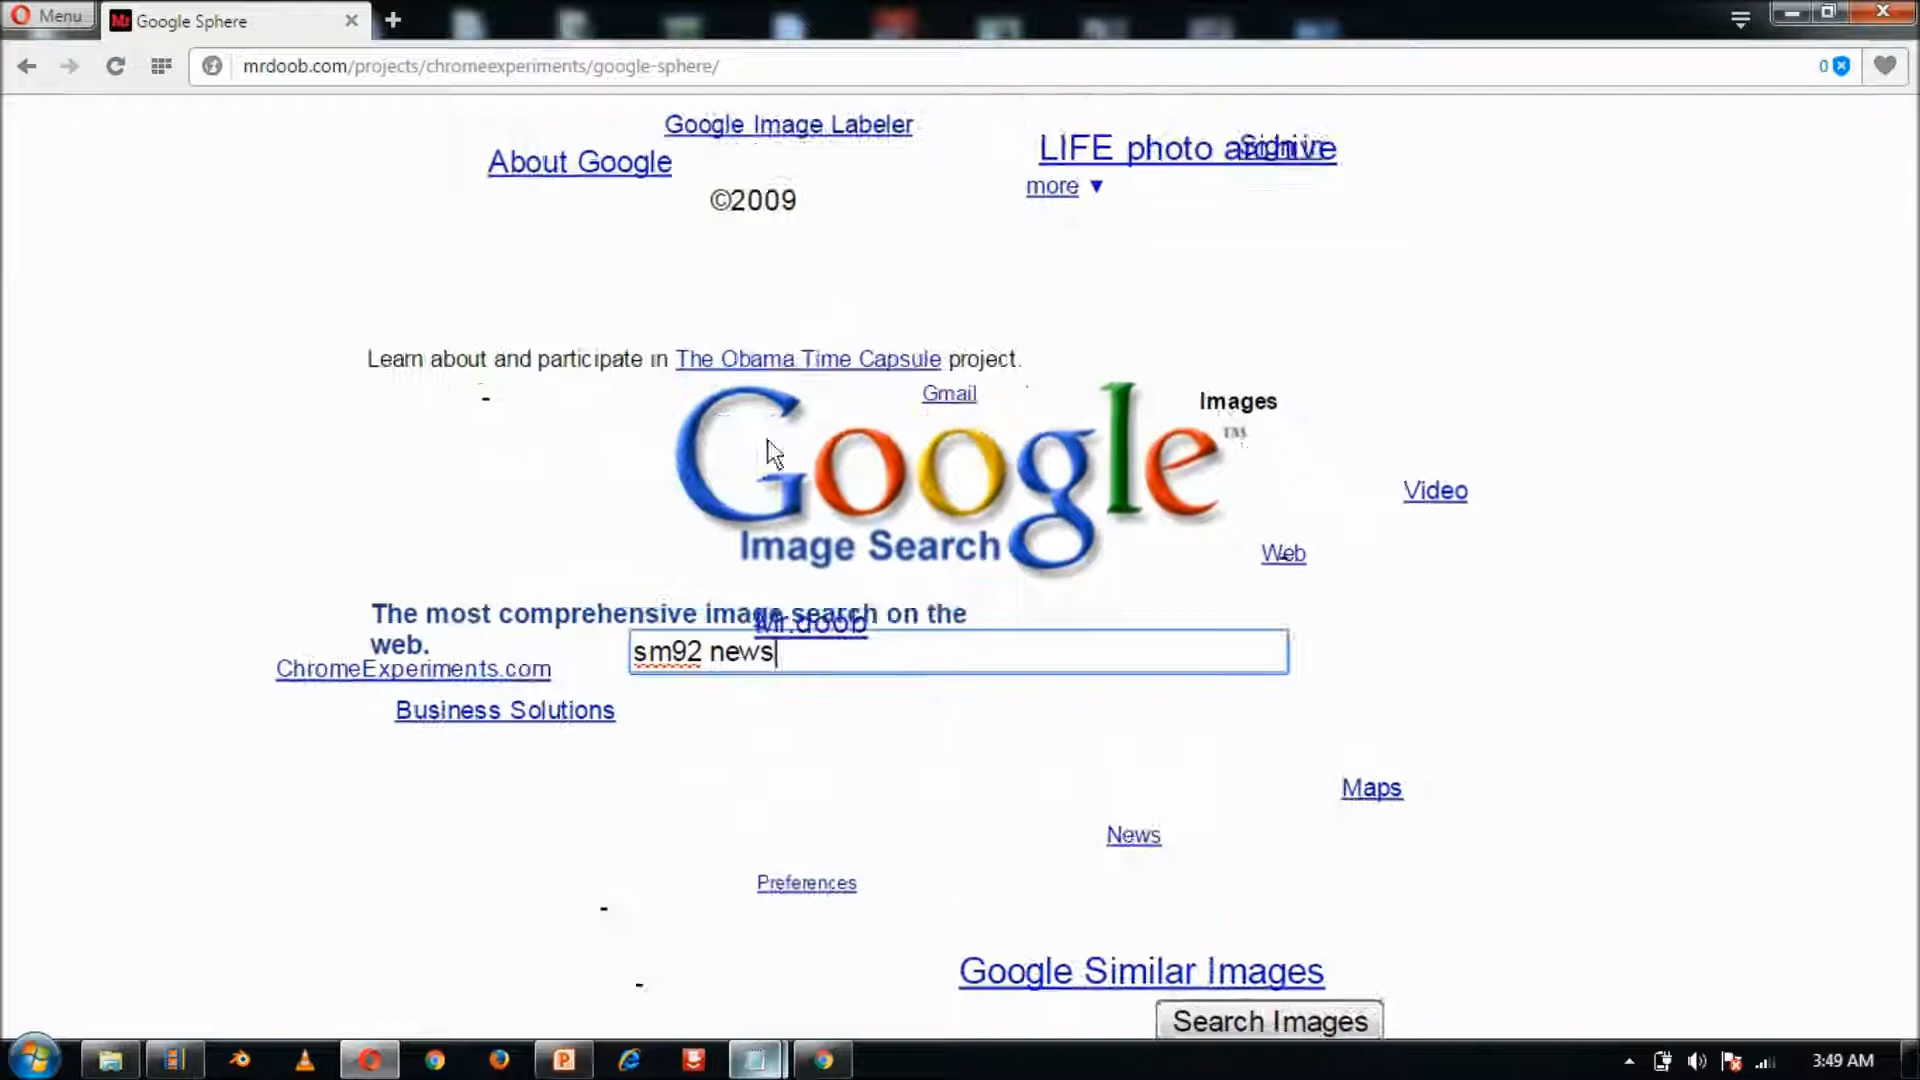 Menu
Google Sphere
mrdoob.com/projects/chromeexperiments/google-sphere/
0
Google Image Labeler
LIFE photo archive
Sign in
About Google
more ▼
©2009
Learn about and participate in The Obama Time Capsule project.
-
Gmail
Images
Google
TM
Image Search
Video
Web
-
The most comprehensive image search on the
web.
Mr.doob
sm92 news
ChromeExperiments.com
Business Solutions
Maps
News
Preferences
-
-
Google Similar Images
Search Images
3:49 AM